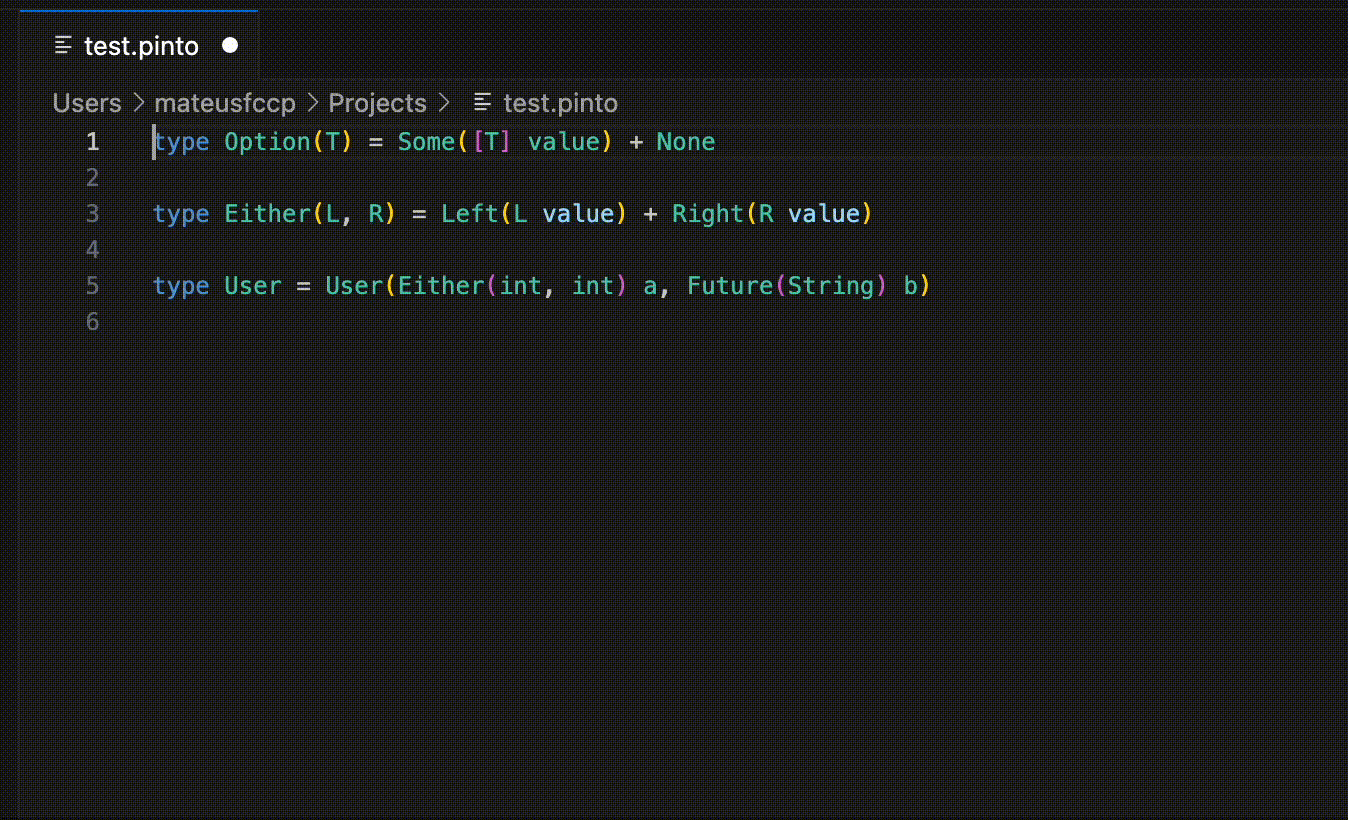 test.pinto
Users > mateusfccp > Projects > test.pinto
1 type Option(T) = Some([T] value) + None
2
3 type Either(L, R) = Left(L value) + Right(R value)
4
5 type User = User(Either(int, int) a, Future(String) b)
6